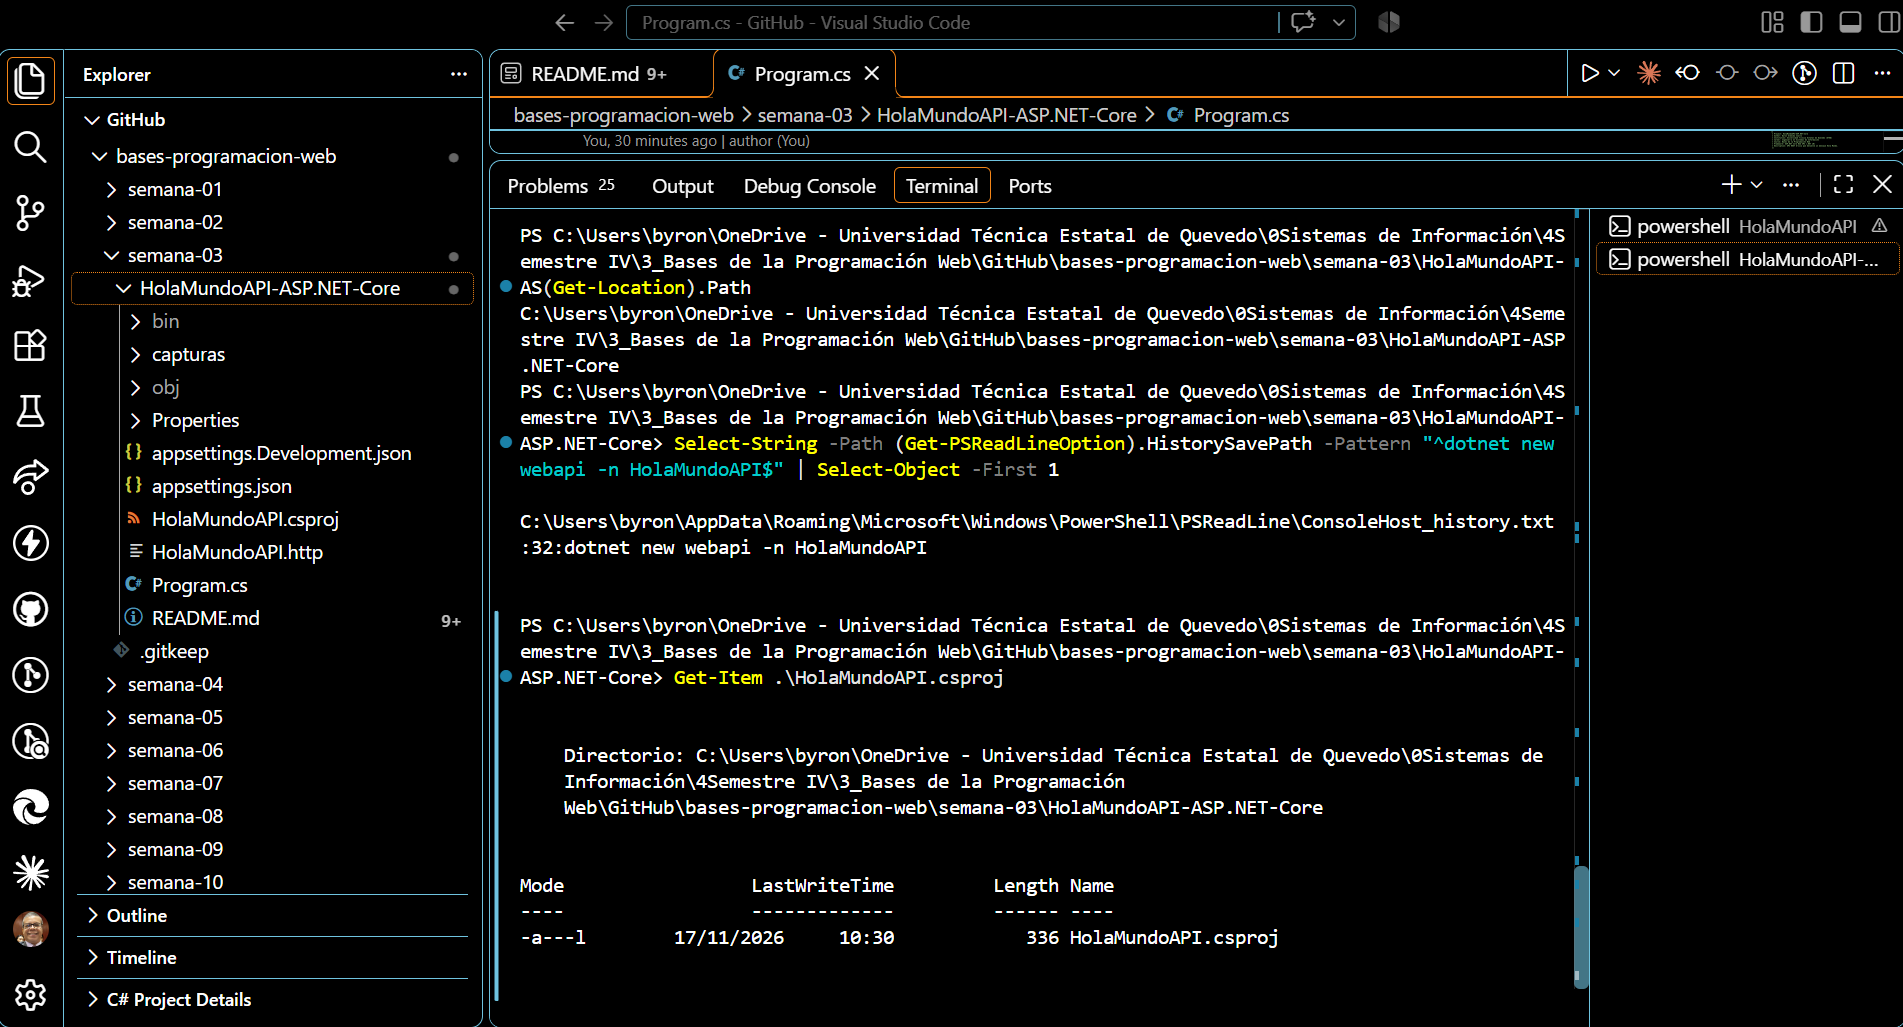 Program.cs - GitHub - Visual Studio Code
Explorer
GitHub
bases-programacion-web
semana-01
semana-02
semana-03
HolaMundoAPI-ASP.NET-Core
bin
capturas
obj
Properties
{} appsettings.Development.json
{} appsettings.json
HolaMundoAPI.csproj
HolaMundoAPI.http
C# Program.cs
README.md 9+
.gitkeep
semana-04
semana-05
semana-06
semana-07
semana-08
semana-09
semana-10
Outline
Timeline
C# Project Details
README.md 9+
C# Program.cs
bases-programacion-web > semana-03 > HolaMundoAPI-ASP.NET-Core > C# Program.cs
You, 30 minutes ago | author (You)
Problems 25 Output Debug Console Terminal Ports
PS C:\Users\byron\OneDrive - Universidad Técnica Estatal de Quevedo\0Sistemas de Información\4S
emestre IV\3_Bases de la Programación Web\GitHub\bases-programacion-web\semana-03\HolaMundoAPI-
AS(Get-Location).Path
C:\Users\byron\OneDrive - Universidad Técnica Estatal de Quevedo\0Sistemas de Información\4Seme
stre IV\3_Bases de la Programación Web\GitHub\bases-programacion-web\semana-03\HolaMundoAPI-ASP
.NET-Core
PS C:\Users\byron\OneDrive - Universidad Técnica Estatal de Quevedo\0Sistemas de Información\4S
emestre IV\3_Bases de la Programación Web\GitHub\bases-programacion-web\semana-03\HolaMundoAPI-
ASP.NET-Core> Select-String -Path (Get-PSReadLineOption).HistorySavePath -Pattern "^dotnet new
webapi -n HolaMundoAPI$" | Select-Object -First 1
C:\Users\byron\AppData\Roaming\Microsoft\Windows\PowerShell\PSReadLine\ConsoleHost_history.txt
:32:dotnet new webapi -n HolaMundoAPI
PS C:\Users\byron\OneDrive - Universidad Técnica Estatal de Quevedo\0Sistemas de Información\4S
emestre IV\3_Bases de la Programación Web\GitHub\bases-programacion-web\semana-03\HolaMundoAPI-
ASP.NET-Core> Get-Item .\HolaMundoAPI.csproj
Directorio: C:\Users\byron\OneDrive - Universidad Técnica Estatal de Quevedo\0Sistemas de
Información\4Semestre IV\3_Bases de la Programación
Web\GitHub\bases-programacion-web\semana-03\HolaMundoAPI-ASP.NET-Core
Mode LastWriteTime Length Name
---- ------------- ------ ----
-a---l 17/11/2026 10:30 336 HolaMundoAPI.csproj
powershell HolaMundoAPI
powershell HolaMundoAPI-...